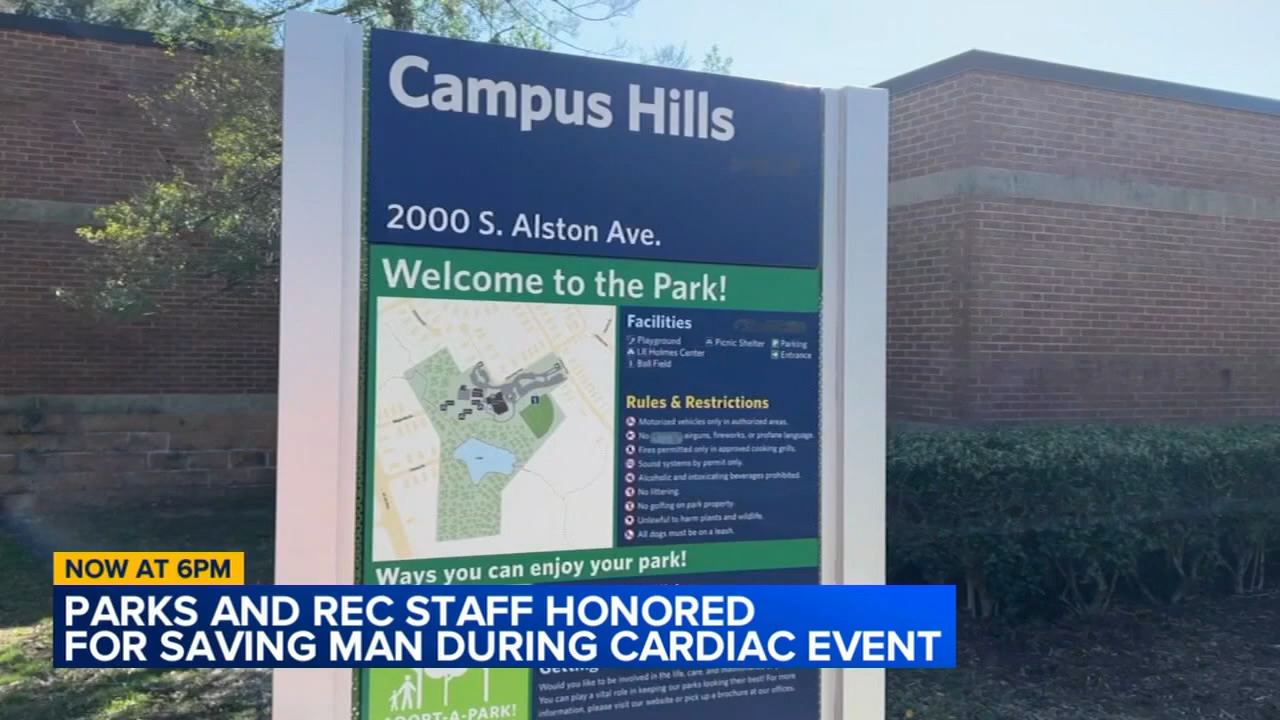 Campus Hills
2000 S. Alston Ave.
Welcome to the Park!
Facilities
Playground
Picnic Shelter
Parking
I.R Holmes Center
Entrance
Ball Field
Rules & Restrictions
Motorized vehicles only in authorized areas.
No airguns, fireworks, or profane language.
Fires permitted only in approved cooking grills.
Sound systems by permit only.
Alcoholic and intoxicating beverages prohibited.
No littering.
No golfing on park property.
Unlawful to harm plants and wildlife.
All dogs must be on a leash.
Ways you can enjoy your park!
NOW AT 6PM
PARKS AND REC STAFF HONORED
FOR SAVING MAN DURING CARDIAC EVENT
ADOPT-A-PARK!
Would you like to be involved in the life, care, and
You can play a vital role in keeping our parks looking their best! For more
information, please visit our website or pick up a brochure at our offices.